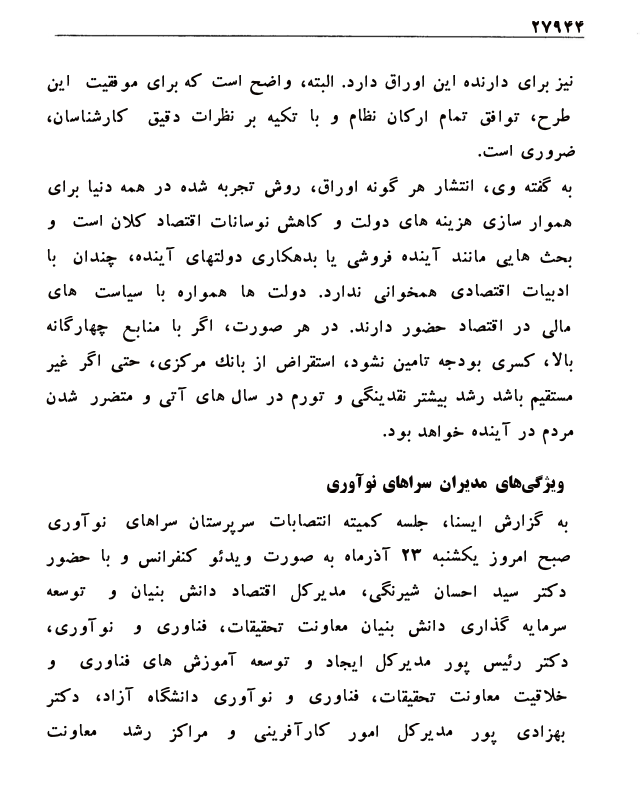 ۲۷۹۴۴
نیز برای دارنده این اوراق دارد. البته، واضح است که برای موفقیت این
طرح، توافق تمام ارکان نظام و با تکیه بر نظرات دقیق کارشناسان،
ضروری است.
به گفته وی، انتشار هر گونه اوراق، روش تجربه شده در همه دنیا برای
هموار سازی هزینه های دولت و کاهش نوسانات اقتصاد کلان است و
بحث هایی مانند آینده فروشی یا بدهکاری دولتهای آینده، چندان با
ادبیات اقتصادی همخوانی ندارد. دولت ها همواره با سیاست های
مالی در اقتصاد حضور دارند. در هر صورت، اگر با منابع چهارگانه
بالا، کسری بودجه تامین نشود، استقراض از بانك مرکزی، حتی اگر غیر
مستقیم باشد رشد بیشتر نقدینگی و تورم در سال های آتی و متضرر شدن
مردم در آینده خواهد بود.
ویژگی‌های مدیران سراهای نوآوری
به گزارش ایسنا، جلسه کمیته انتصابات سرپرستان سراهای نوآوری
صبح امروز یکشنبه ۲۳ آذرماه به صورت ویدئو کنفرانس و با حضور
دکتر سید احسان شیرنگی، مدیرکل اقتصاد دانش بنیان و توسعه
سرمایه گذاری دانش بنیان معاونت تحقیقات، فناوری و نوآوری،
دکتر رئیس پور مدیرکل ایجاد و توسعه آموزش های فناوری و
خلاقیت معاونت تحقیقات، فناوری و نوآوری دانشگاه آزاد، دکتر
بهزادی پور مدیرکل امور کارآفرینی و مراکز رشد معاونت